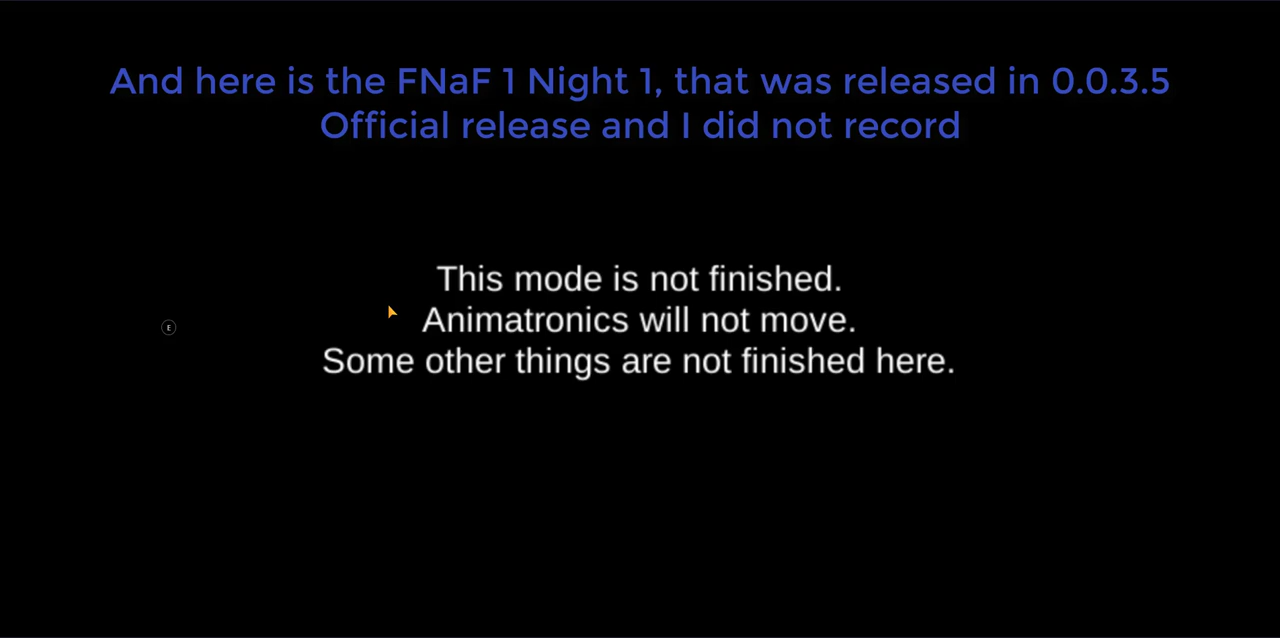 And here is the FNaF 1 Night 1, that was released in 0.0.3.5
Official release and I did not record
This mode is not finished.
E
Animatronics will not move.
Some other things are not finished here.